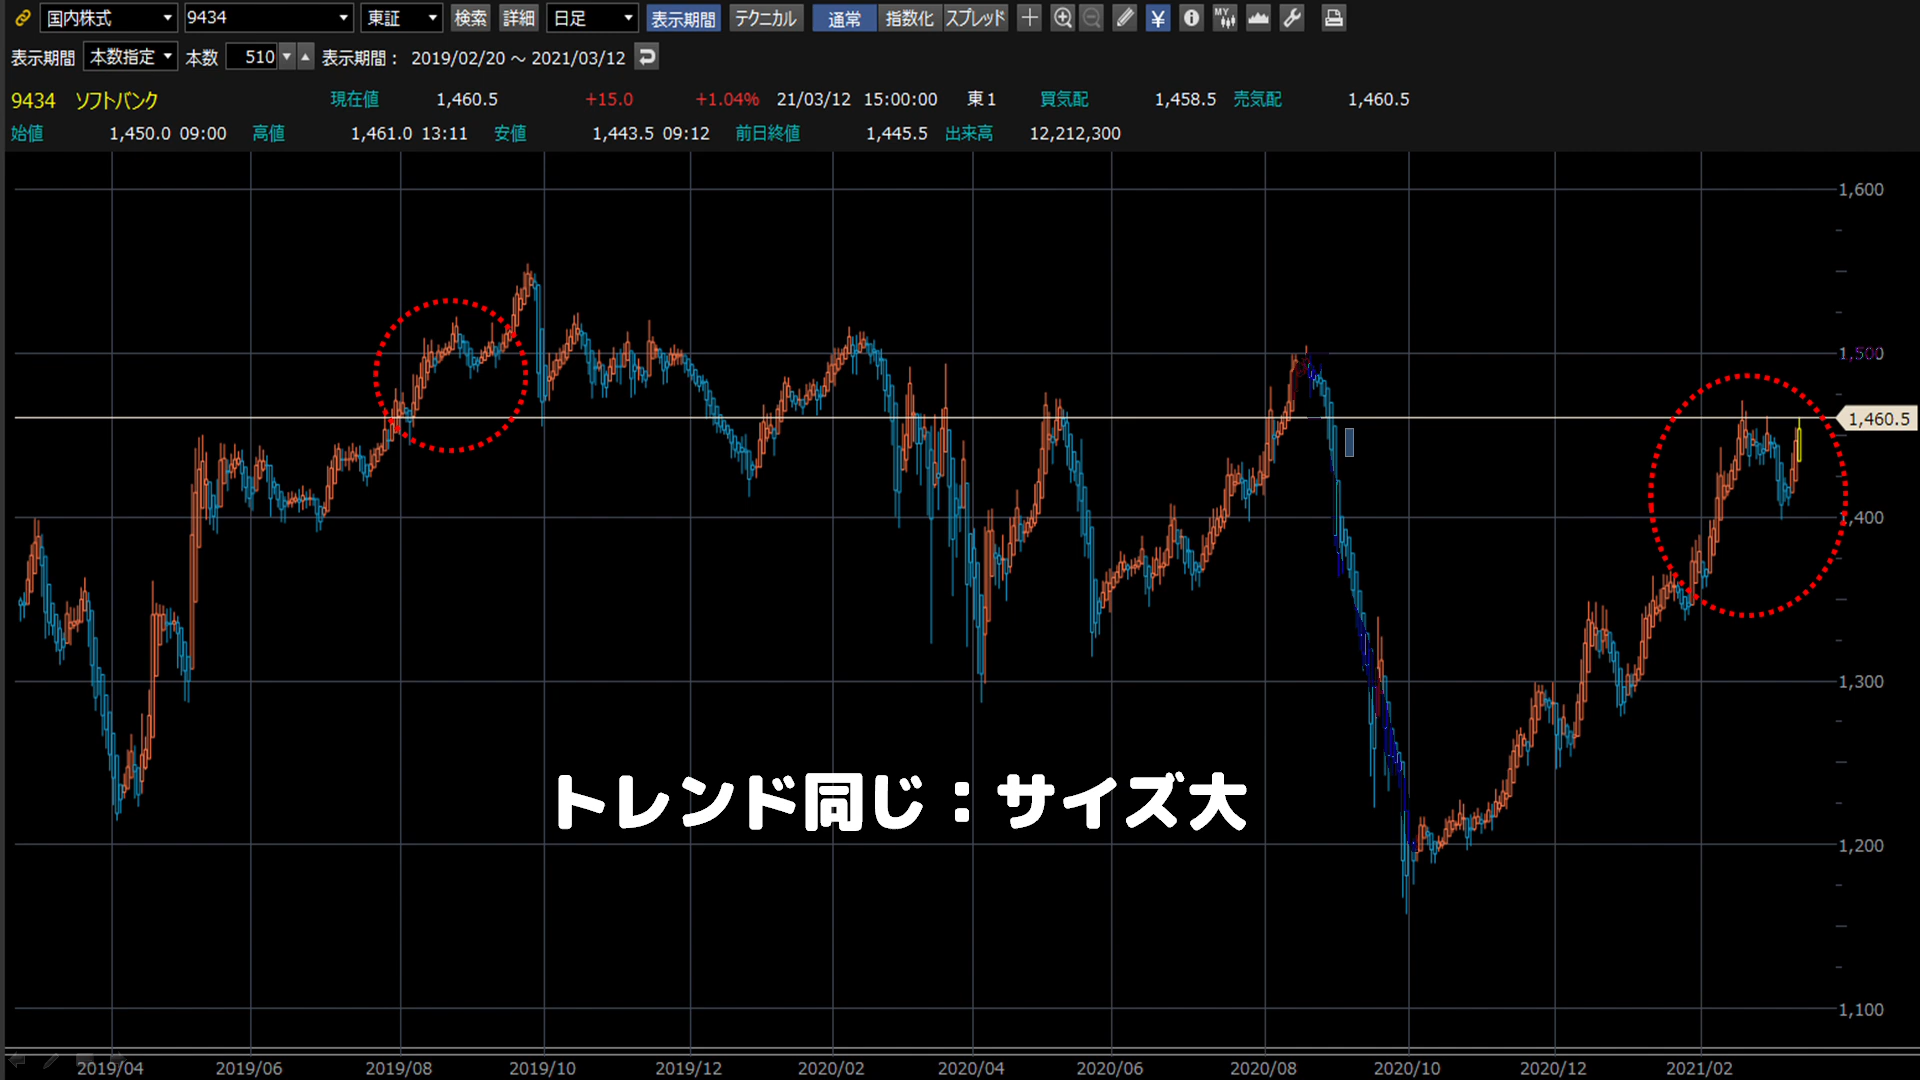 国内株式 9434 東証 検索 詳細 日足 表示期間 テクニカル 通常 指数化 スプレッド ¥ MY
表示期間 本数指定 本数 510 表示期間： 2019/02/20 ～ 2021/03/12
9434 ソフトバンク 現在値 1,460.5 +15.0 +1.04% 21/03/12 15:00:00 東1 買気配 1,458.5 売気配 1,460.5
始値 1,450.0 09:00 高値 1,461.0 13:11 安値 1,443.5 09:12 前日終値 1,445.5 出来高 12,212,300
1,600
1,500
1,460.5
1,400
1,300
トレンド同じ：サイズ大
1,200
1,100
2019/04 2019/06 2019/08 2019/10 2019/12 2020/02 2020/04 2020/06 2020/08 2020/10 2020/12 2021/02